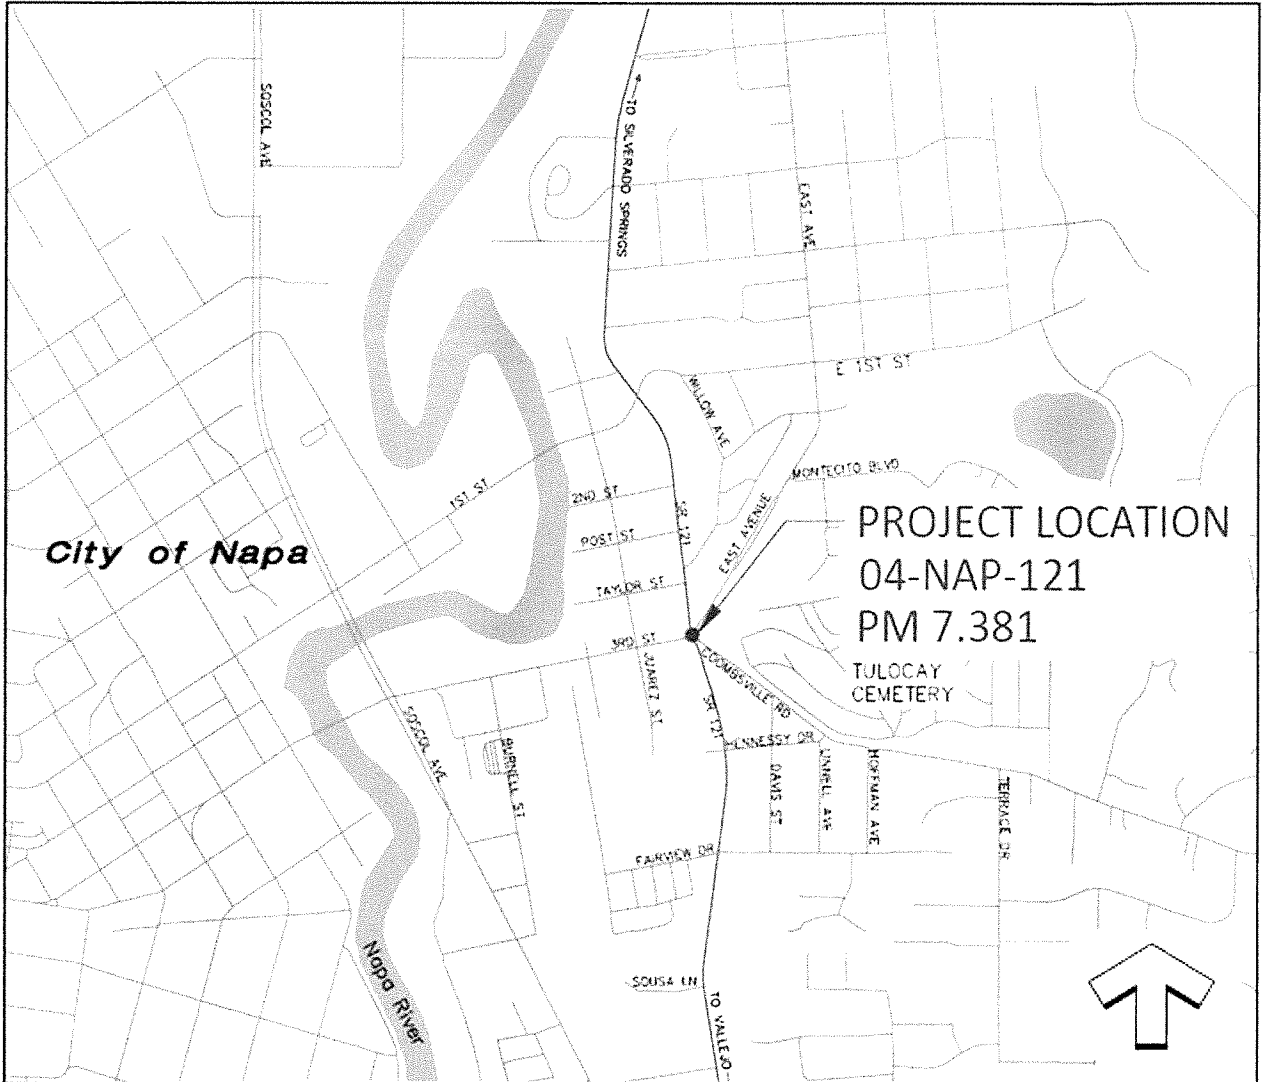 SOSCOL AVE
TO SILVERADO SPRINGS
EAST AVE
E 1ST ST
WILLOW AVE
MONTECITO BLVD
1ST ST
2ND ST
SR 121
EAST AVENUE
PROJECT LOCATION
04-NAP-121
PM 7.381
POST ST
City of Napa
TAYLOR ST
3RD ST
JUAREZ ST
COOMBSVILLE RD
TULOCAY
CEMETERY
SR 121
SOSCOL AVE
BURNELL ST
HENNESSY DR
DAVIS ST
LINNELL AVE
HOFFMAN AVE
TERRACE DR
FAIRVIEW DR
Napa River
SOUSA LN
TO VALLEJO